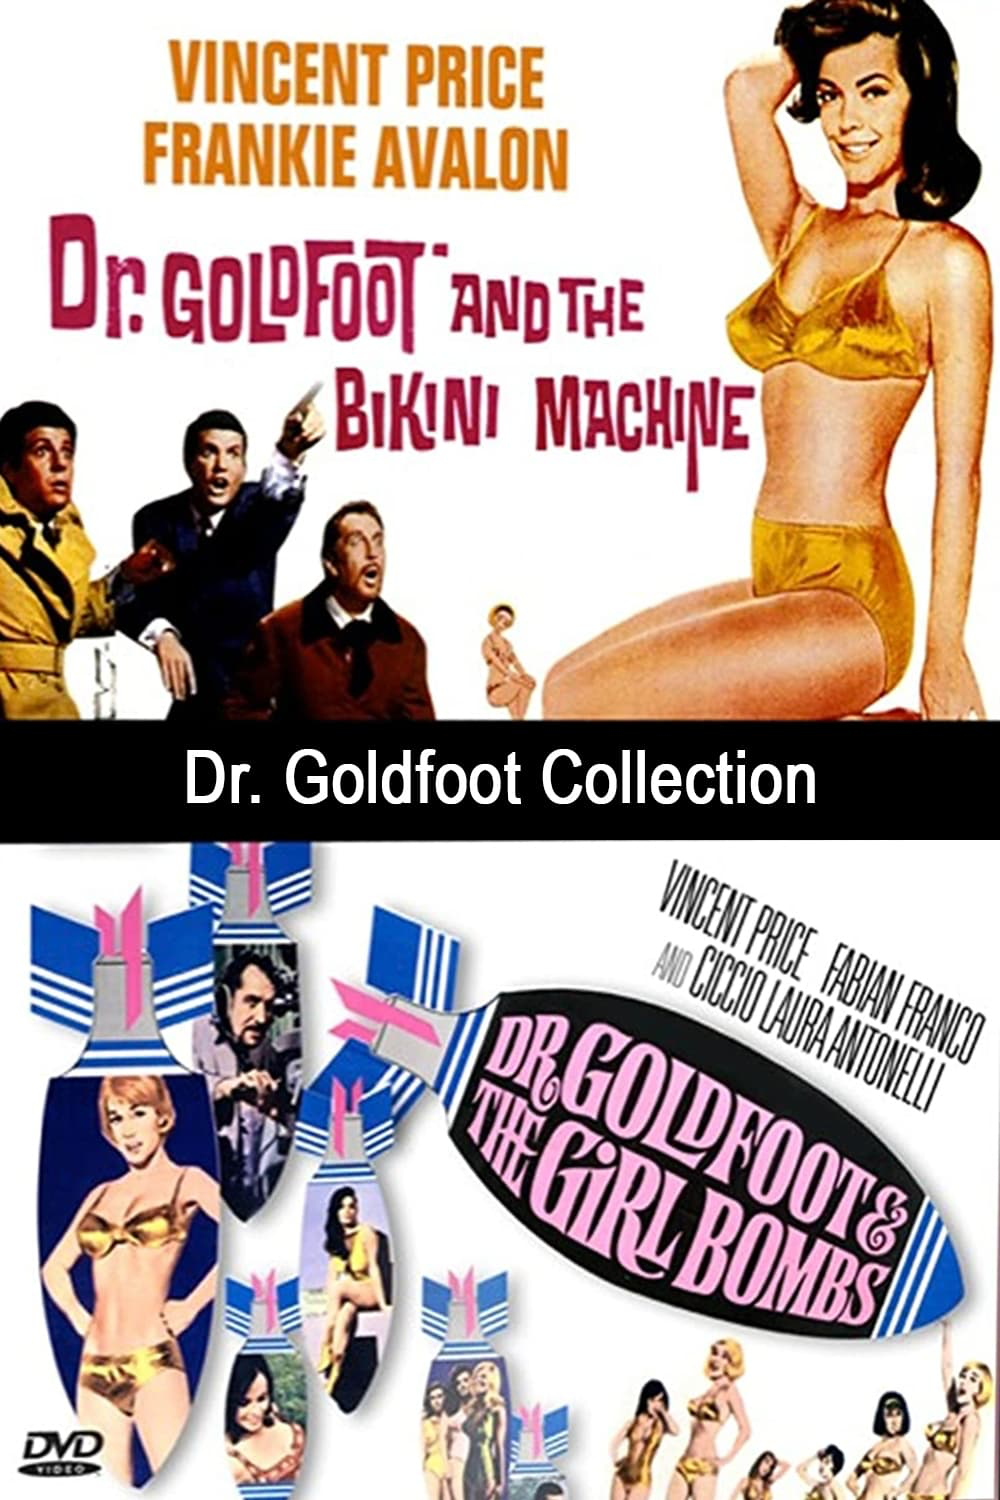 VINCENT PRICE
FRANKIE AVALON
DR. GOLDFOOT AND THE
BIKINI MACHINE
Dr. Goldfoot Collection
VINCENT PRICE FABIAN FRANCO
AND CICCIO LAURA ANTONELLI
DR GOLDFOOT &
THE GIRL BOMBS
DVD
VIDEO